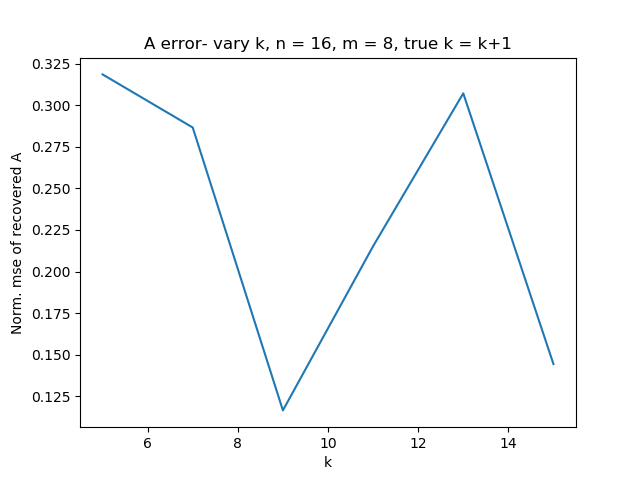 A error- vary k, n = 16, m = 8, true k = k+1
0.325
0.300
0.275
0.250
0.225
0.200
0.175
0.150
0.125
Norm. mse of recovered A
6 8 10 12 14
k